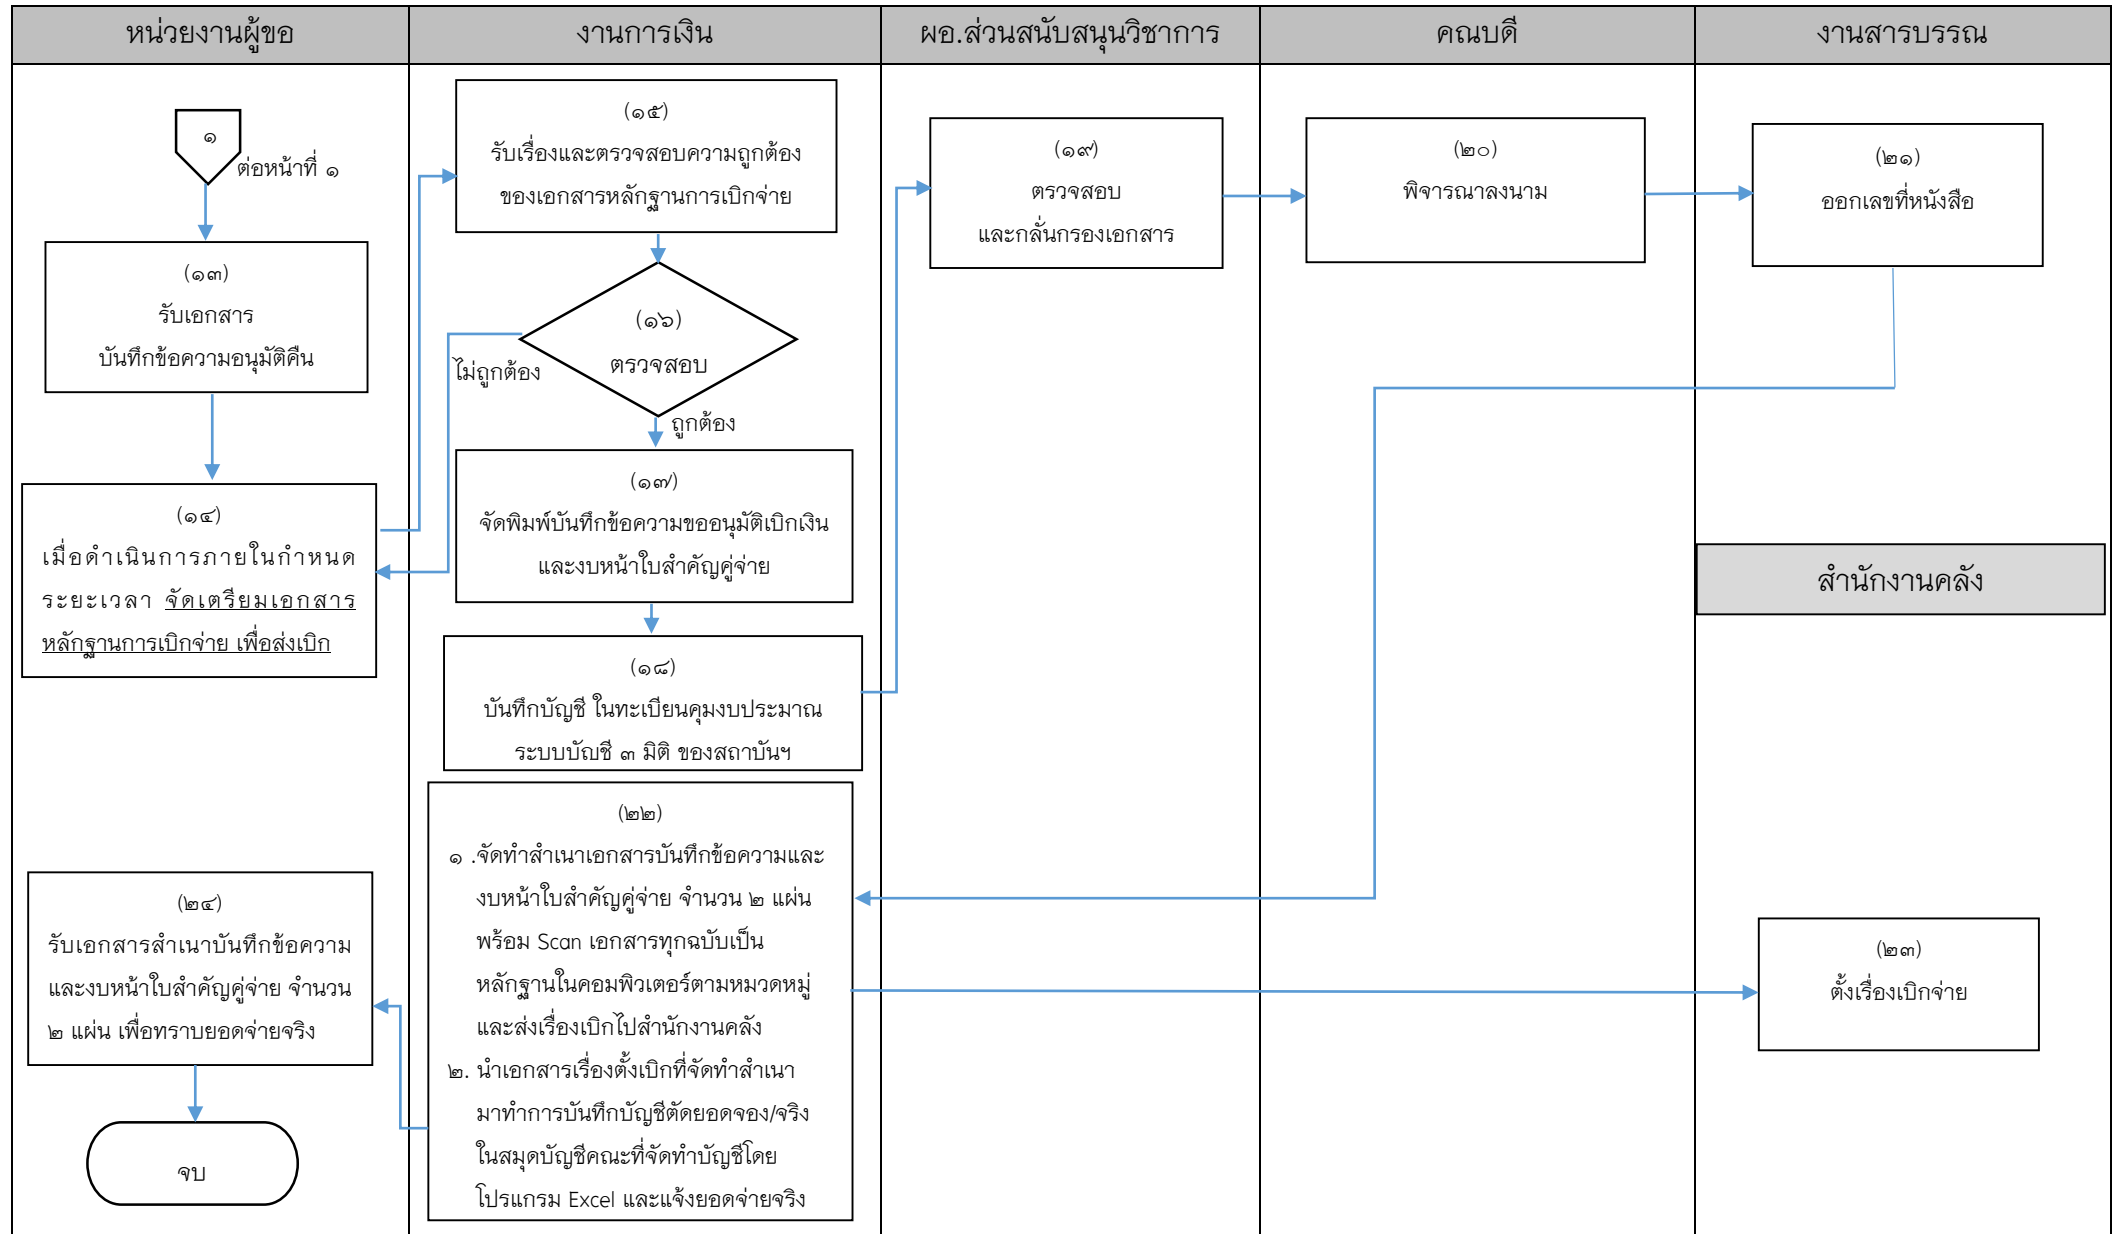 หน่วยงานผู้ขอ
งานการเงิน
ผอ.ส่วนสนับสนุนวิชาการ
คณบดี
งานสารบรรณ
๑
ต่อหน้าที่ ๑
(๑๓)
รับเอกสาร
บันทึกข้อความอนุมัติคืน
(๑๔)
เมื่อดำเนินการภายในกำหนด
ระยะเวลา จัดเตรียมเอกสาร
หลักฐานการเบิกจ่าย เพื่อส่งเบิก
(๑๕)
รับเรื่องและตรวจสอบความถูกต้อง
ของเอกสารหลักฐานการเบิกจ่าย
(๑๖)
ตรวจสอบ
ไม่ถูกต้อง
ถูกต้อง
(๑๗)
จัดพิมพ์บันทึกข้อความขออนุมัติเบิกเงิน
และงบหน้าใบสำคัญคู่จ่าย
(๑๘)
บันทึกบัญชี ในทะเบียนคุมงบประมาณ
ระบบบัญชี ๓ มิติ ของสถาบันฯ
(๑๙)
ตรวจสอบ
และกลั่นกรองเอกสาร
(๒๐)
พิจารณาลงนาม
(๒๑)
ออกเลขที่หนังสือ
สำนักงานคลัง
(๒๒)
๑ .จัดทำสำเนาเอกสารบันทึกข้อความและ
งบหน้าใบสำคัญคู่จ่าย จำนวน ๒ แผ่น
พร้อม Scan เอกสารทุกฉบับเป็น
หลักฐานในคอมพิวเตอร์ตามหมวดหมู่
และส่งเรื่องเบิกไปสำนักงานคลัง
๒. นำเอกสารเรื่องตั้งเบิกที่จัดทำสำเนา
มาทำการบันทึกบัญชีตัดยอดจอง/จริง
ในสมุดบัญชีคณะที่จัดทำบัญชีโดย
โปรแกรม Excel และแจ้งยอดจ่ายจริง
(๒๓)
ตั้งเรื่องเบิกจ่าย
(๒๔)
รับเอกสารสำเนาบันทึกข้อความ
และงบหน้าใบสำคัญคู่จ่าย จำนวน
๒ แผ่น เพื่อทราบยอดจ่ายจริง
จบ